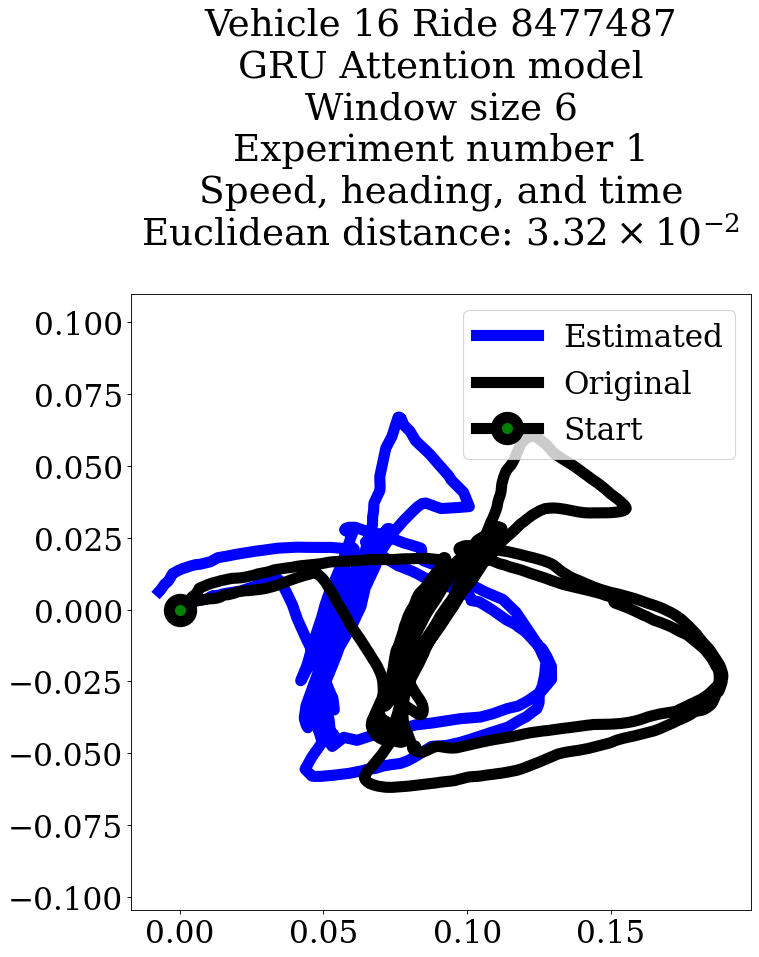 Vehicle 16 Ride 8477487
GRU Attention model
Window size 6
Experiment number 1
Speed, heading, and time
Euclidean distance: 3.32 × 10⁻²
Estimated
Original
Start
0.100
0.075
0.050
0.025
0.000
−0.025
−0.050
−0.075
−0.100
0.00 0.05 0.10 0.15